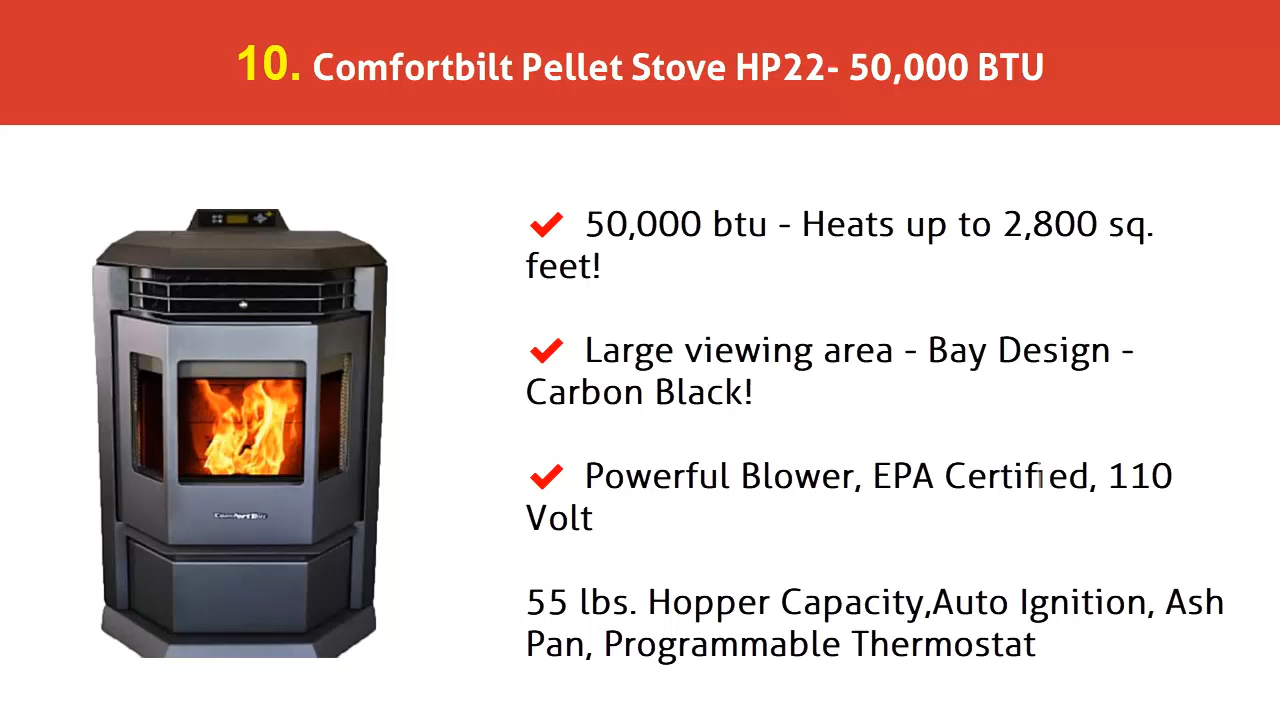 10. Comfortbilt Pellet Stove HP22- 50,000 BTU
50,000 btu - Heats up to 2,800 sq.
feet!
Large viewing area - Bay Design -
Carbon Black!
Powerful Blower, EPA Certified, 110
Volt
55 lbs. Hopper Capacity,Auto Ignition, Ash
Pan, Programmable Thermostat
ComfortBilt